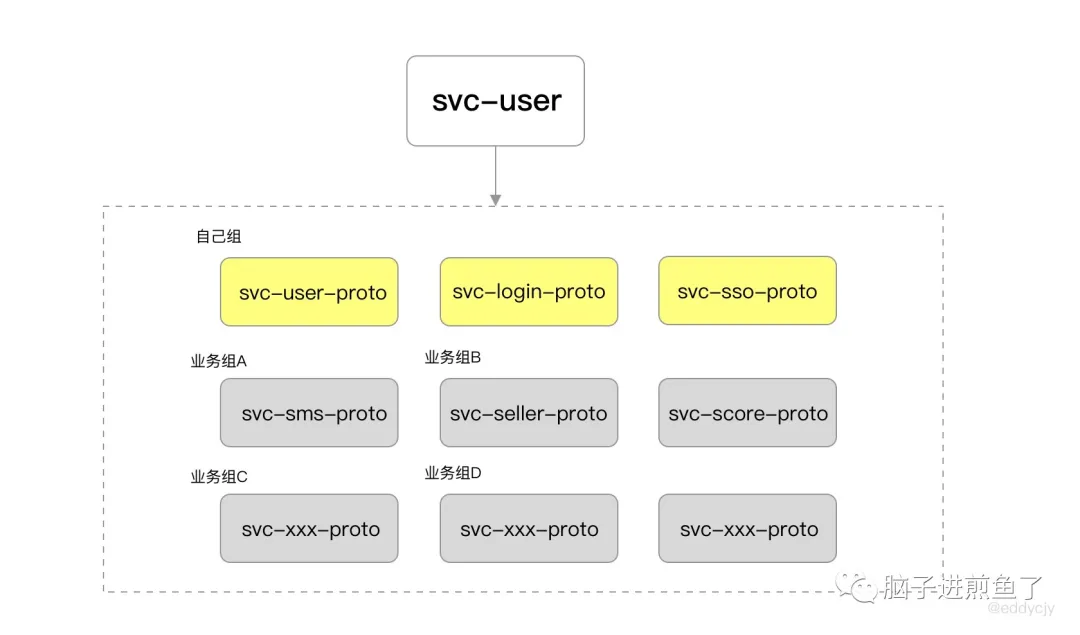 svc-user
自己组
svc-user-proto
svc-login-proto
svc-sso-proto
业务组A
业务组B
svc-sms-proto
svc-seller-proto
svc-score-proto
业务组C
业务组D
svc-xxx-proto
svc-xxx-proto
svc-xxx-proto
脑子进煎鱼了
@eddycjy